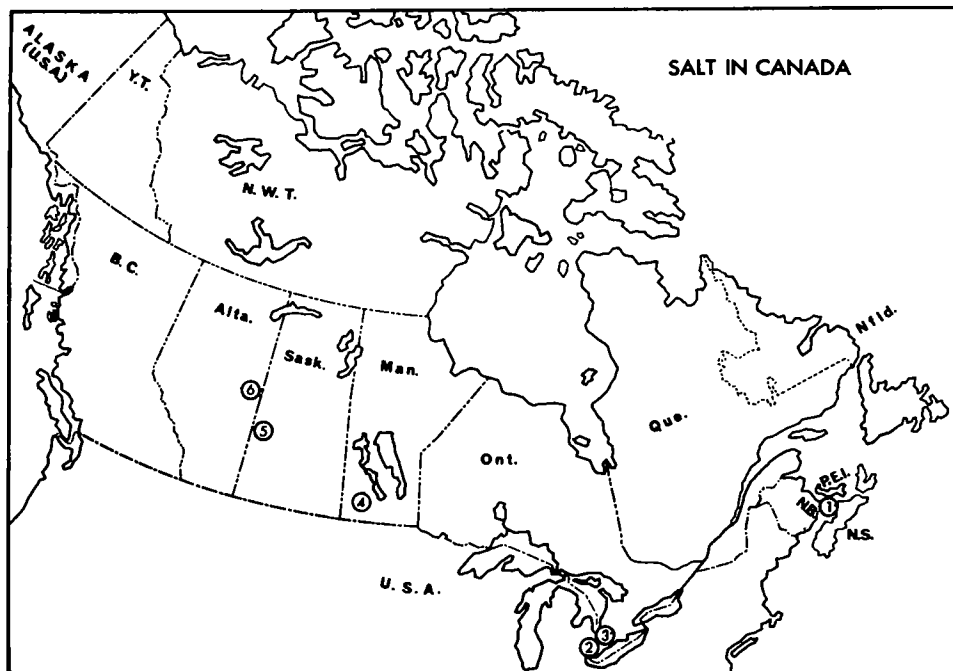 SALT IN CANADA
ALASKA
(U.S.A.)
Y.T.
N.W.T.
B.C.
Alta.
Sask.
Man.
Nfld.
6
5
Que.
Ont.
4
P.E.I.
N.B.
1
N.S.
U.S.A.
3
2